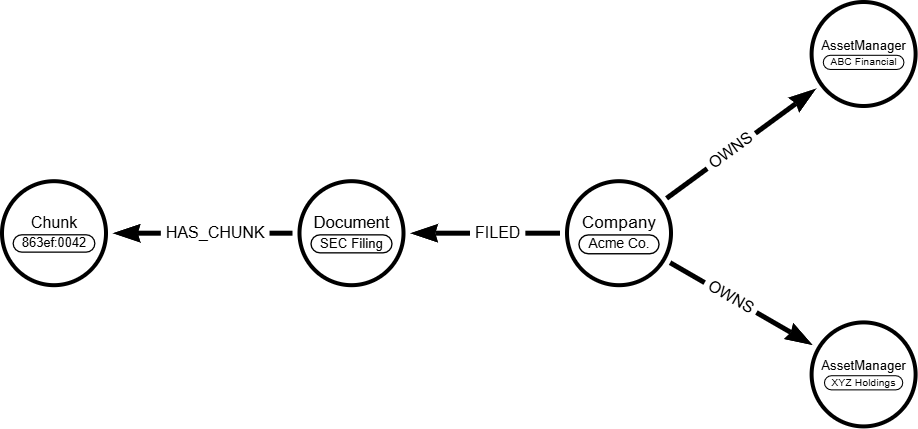 AssetManager
ABC Financial
OWNS
Chunk
863ef:0042
HAS_CHUNK
Document
SEC Filing
FILED
Company
Acme Co.
OWNS
AssetManager
XYZ Holdings